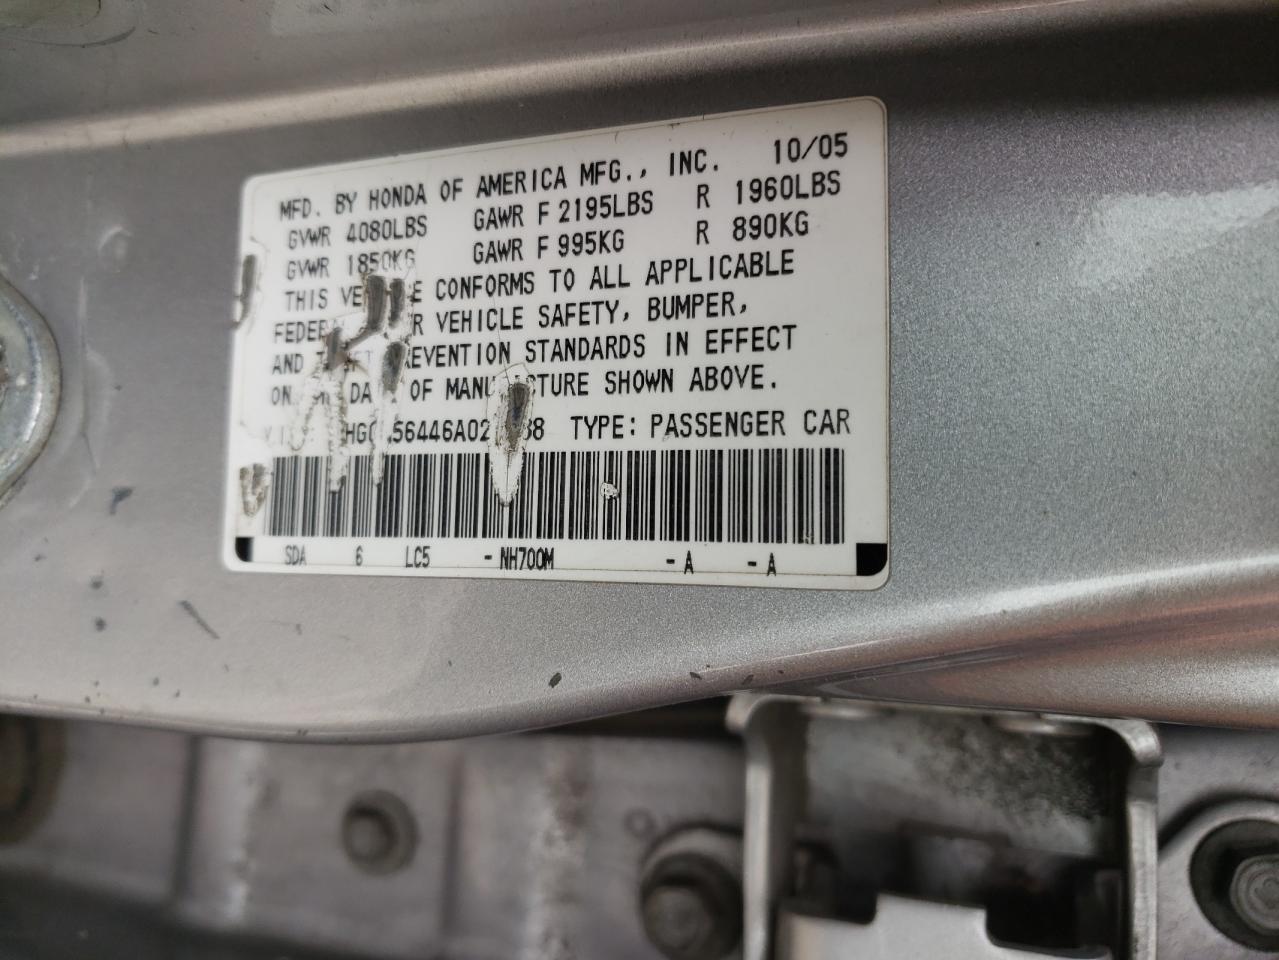 MFD. BY HONDA OF AMERICA MFG., INC. 10/05
GVWR 4080LBS GAWR F 2195LBS R 1960LBS
GVWR 1850KG GAWR F 995KG R 890KG
THIS CONFORMS TO ALL APPLICABLE
VEHICLE SAFETY, BUMPER,
AND STANDARDS IN EFFECT
OF SHOWN ABOVE.
TYPE: PASSENGER CAR
SDA 6 LC5 -NH700M -A -A